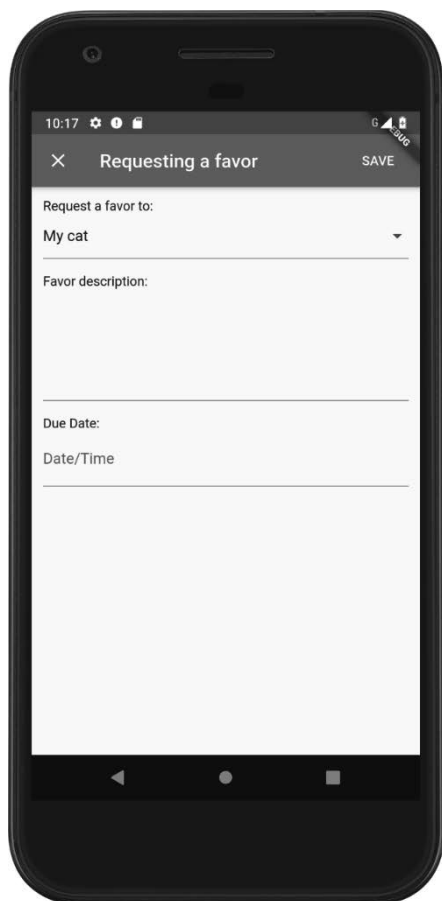 10:17 G
DEBUG
Requesting a favor SAVE
Request a favor to:
My cat
Favor description:
Due Date:
Date/Time